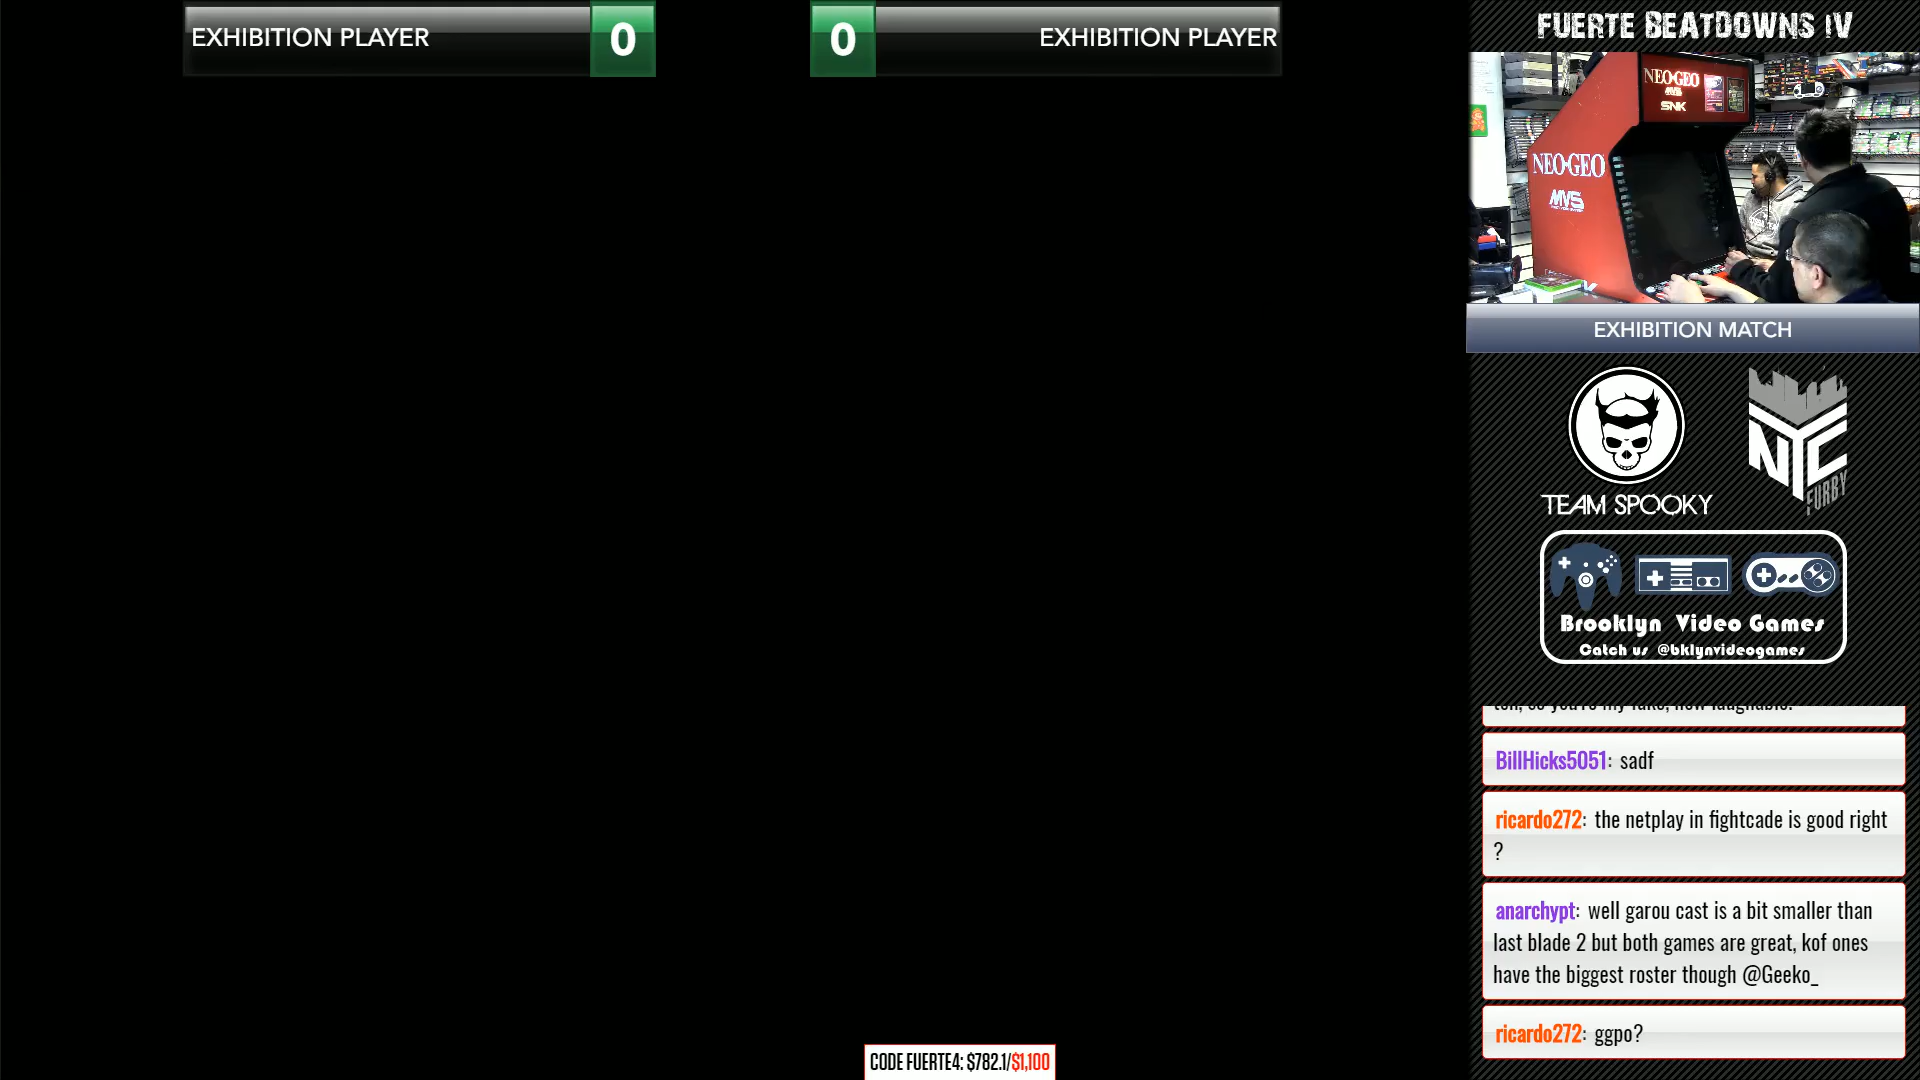 EXHIBITION PLAYER 0
0 EXHIBITION PLAYER
FUERTE BEATDOWNS IV
NEO·GEO
MVS
SNK
NEO·GEO
MVS
EXHIBITION MATCH
TEAM SPOOKY
NYC
FURBY
Brooklyn Video Games
Catch us @bklynvideogames
BillHicks5051: sadf
ricardo272: the netplay in fightcade is good right
?
anarchypt: well garou cast is a bit smaller than
last blade 2 but both games are great, kof ones
have the biggest roster though @Geeko_
ricardo272: ggpo?
CODE FUERTE4: $782.1/$1,100